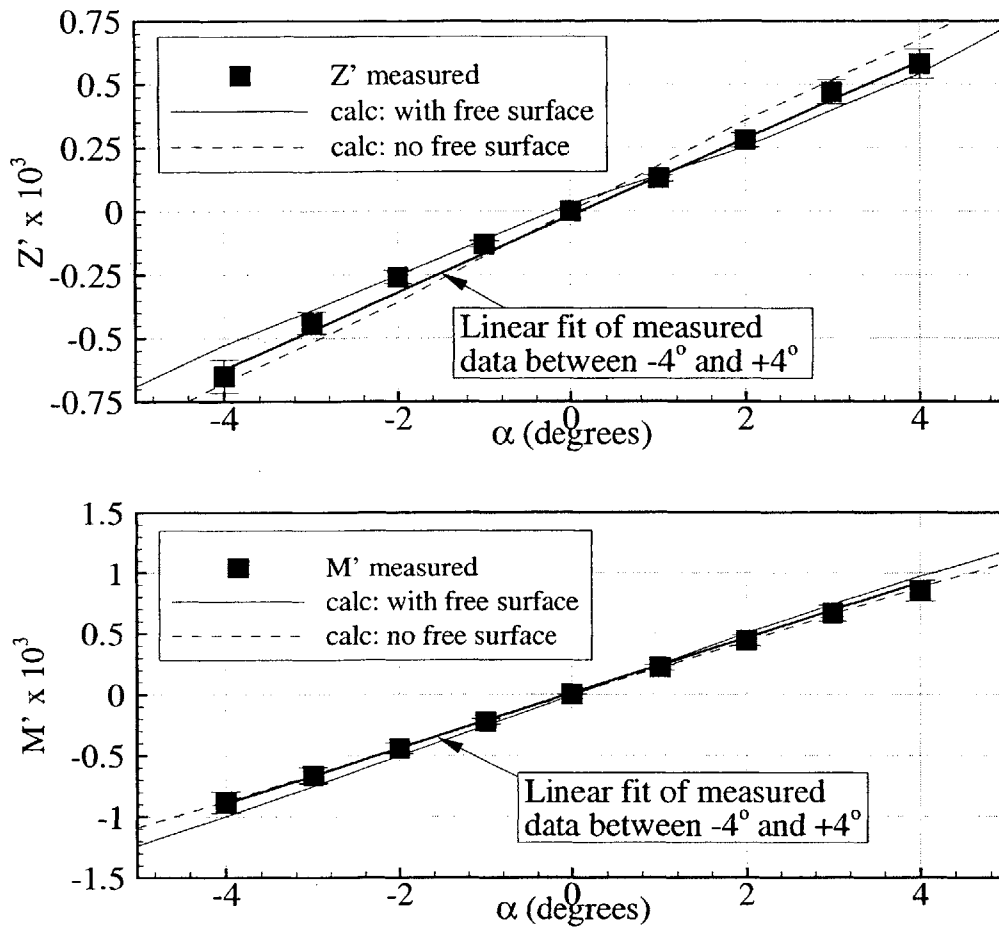 0.75
0.5
0.25
0
-0.25
-0.5
-0.75
Z' x 10³
Z' measured
calc: with free surface
calc: no free surface
Linear fit of measured
data between -4° and +4°
-4 -2 0 2 4
α (degrees)
1.5
1
0.5
0
-0.5
-1
-1.5
M' x 10³
M' measured
calc: with free surface
calc: no free surface
Linear fit of measured
data between -4° and +4°
-4 -2 0 2 4
α (degrees)